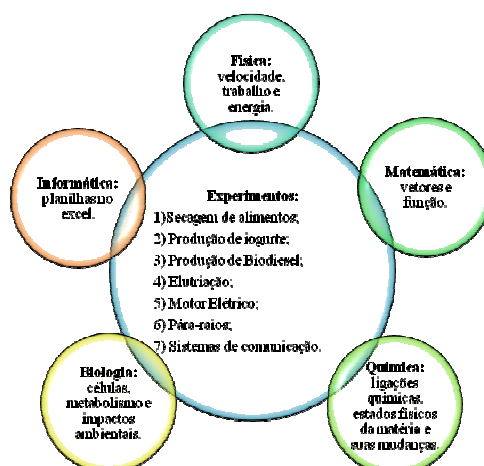 Física:
velocidade,
trabalho e
energia.
Informática:
planilhas no
excel.
Matemática:
vetores e
função.
Experimentos:
1) Secagem de alimentos;
2) Produção de iogurte;
3) Produção de Biodiesel;
4) Elutriação;
5) Motor Elétrico;
6) Pára-raios;
7) Sistemas de comunicação.
Biologia:
células,
metabolismo e
impactos
ambientais.
Química:
ligações
químicas,
estados físicos
da matéria e
suas mudanças.